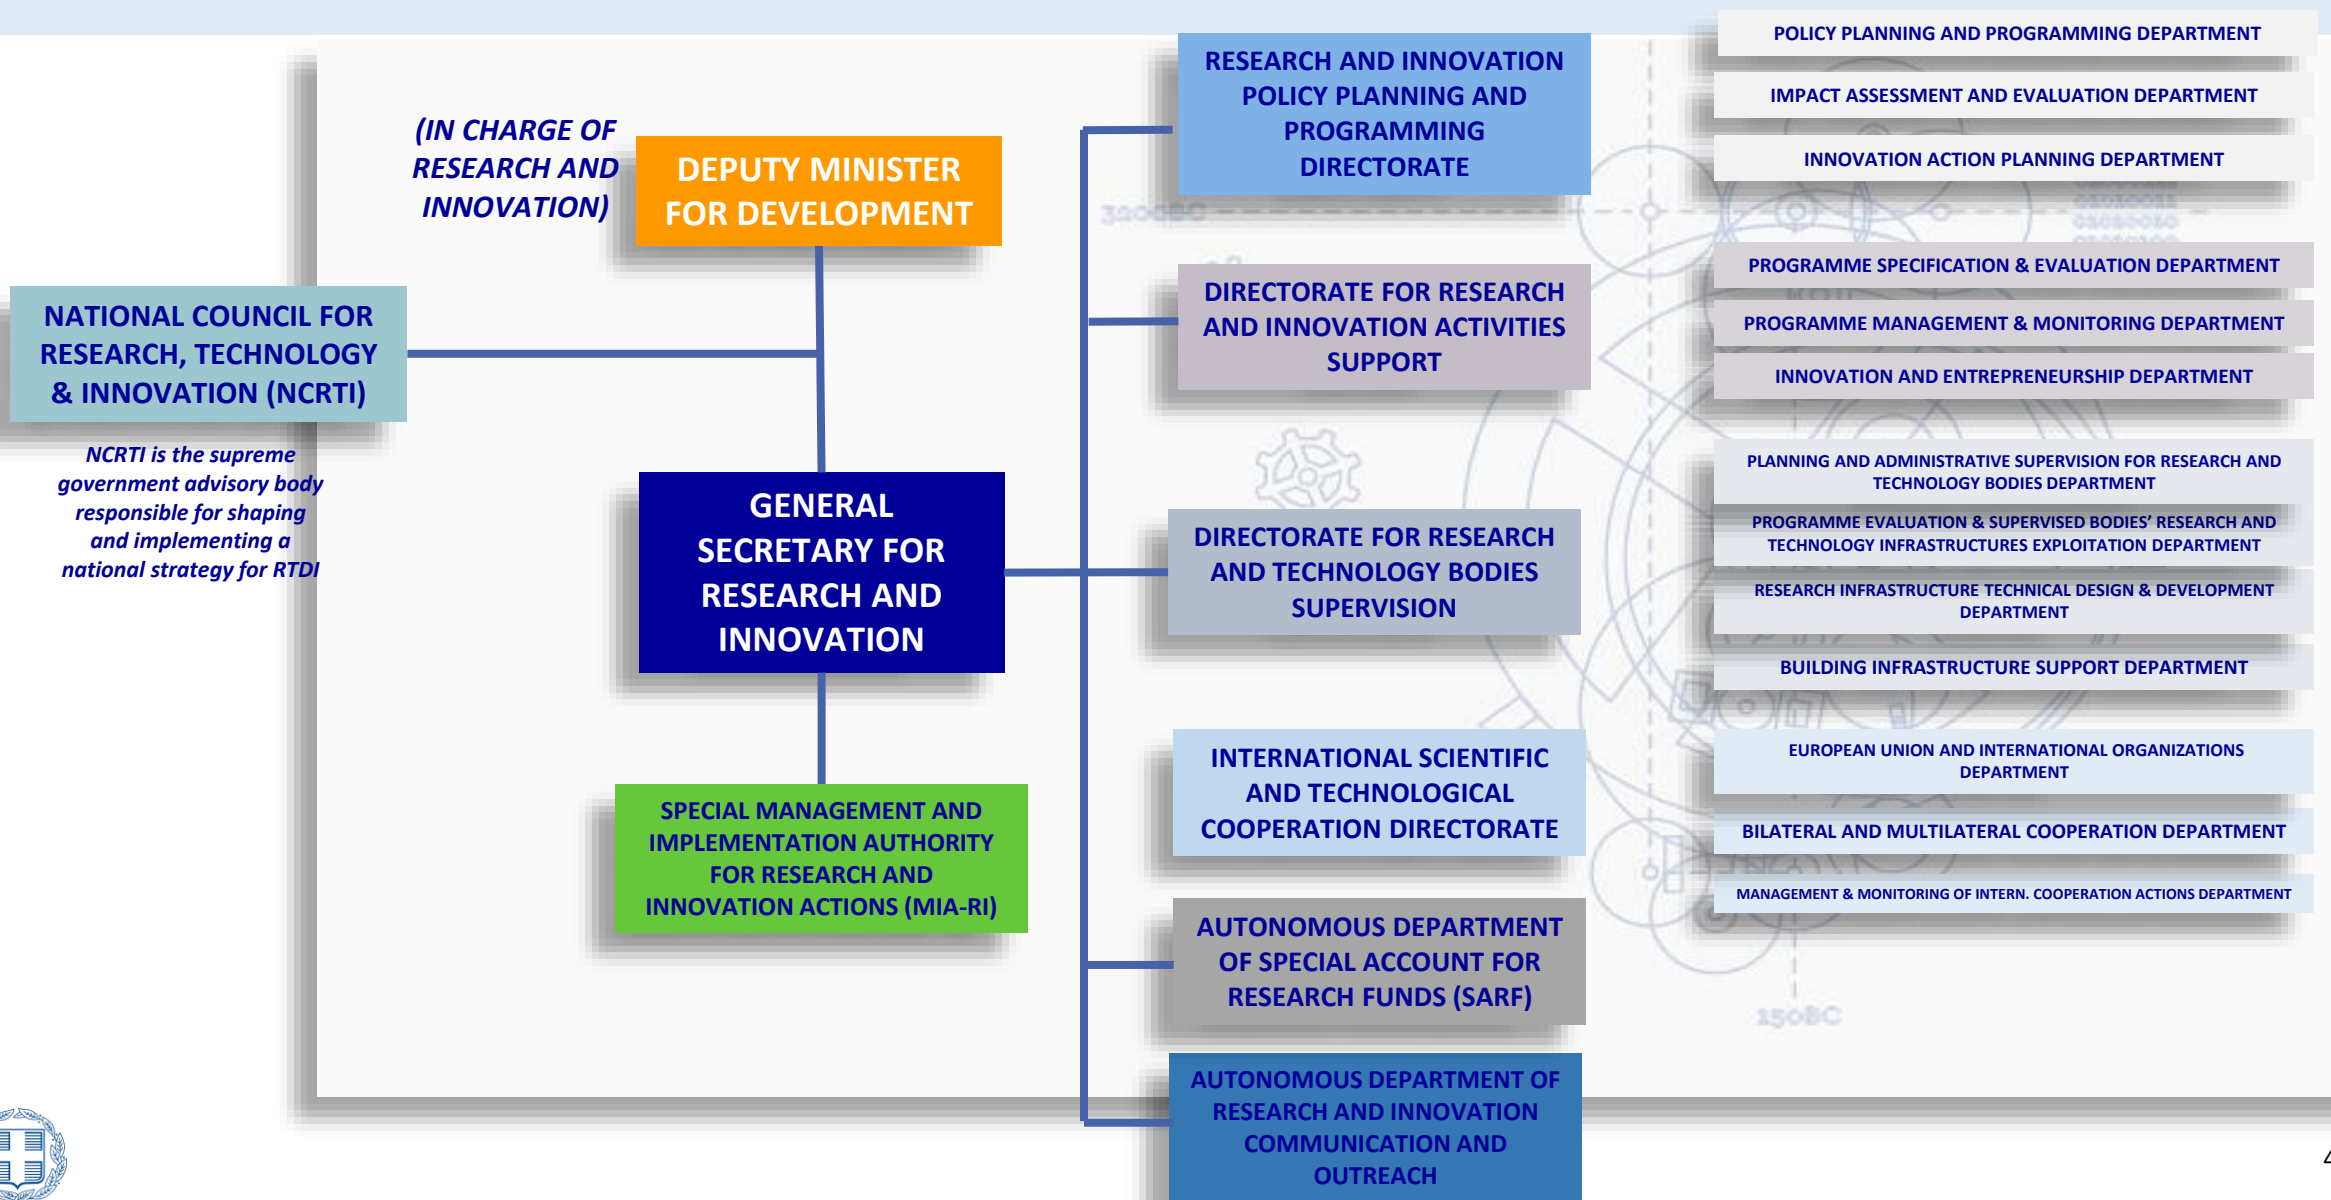 (IN CHARGE OF
RESEARCH AND
INNOVATION)
DEPUTY MINISTER
FOR DEVELOPMENT
NATIONAL COUNCIL FOR
RESEARCH, TECHNOLOGY
& INNOVATION (NCRTI)
NCRTI is the supreme
government advisory body
responsible for shaping
and implementing a
national strategy for RTDI
GENERAL
SECRETARY FOR
RESEARCH AND
INNOVATION
SPECIAL MANAGEMENT AND
IMPLEMENTATION AUTHORITY
FOR RESEARCH AND
INNOVATION ACTIONS (MIA-RI)
RESEARCH AND INNOVATION
POLICY PLANNING AND
PROGRAMMING
DIRECTORATE
DIRECTORATE FOR RESEARCH
AND INNOVATION ACTIVITIES
SUPPORT
DIRECTORATE FOR RESEARCH
AND TECHNOLOGY BODIES
SUPERVISION
INTERNATIONAL SCIENTIFIC
AND TECHNOLOGICAL
COOPERATION DIRECTORATE
AUTONOMOUS DEPARTMENT
OF SPECIAL ACCOUNT FOR
RESEARCH FUNDS (SARF)
AUTONOMOUS DEPARTMENT OF
RESEARCH AND INNOVATION
COMMUNICATION AND
OUTREACH
POLICY PLANNING AND PROGRAMMING DEPARTMENT
IMPACT ASSESSMENT AND EVALUATION DEPARTMENT
INNOVATION ACTION PLANNING DEPARTMENT
PROGRAMME SPECIFICATION & EVALUATION DEPARTMENT
PROGRAMME MANAGEMENT & MONITORING DEPARTMENT
INNOVATION AND ENTREPRENEURSHIP DEPARTMENT
PLANNING AND ADMINISTRATIVE SUPERVISION FOR RESEARCH AND
TECHNOLOGY BODIES DEPARTMENT
PROGRAMME EVALUATION & SUPERVISED BODIES’ RESEARCH AND
TECHNOLOGY INFRASTRUCTURES EXPLOITATION DEPARTMENT
RESEARCH INFRASTRUCTURE TECHNICAL DESIGN & DEVELOPMENT
DEPARTMENT
BUILDING INFRASTRUCTURE SUPPORT DEPARTMENT
EUROPEAN UNION AND INTERNATIONAL ORGANIZATIONS
DEPARTMENT
BILATERAL AND MULTILATERAL COOPERATION DEPARTMENT
MANAGEMENT & MONITORING OF INTERN. COOPERATION ACTIONS DEPARTMENT
150BC